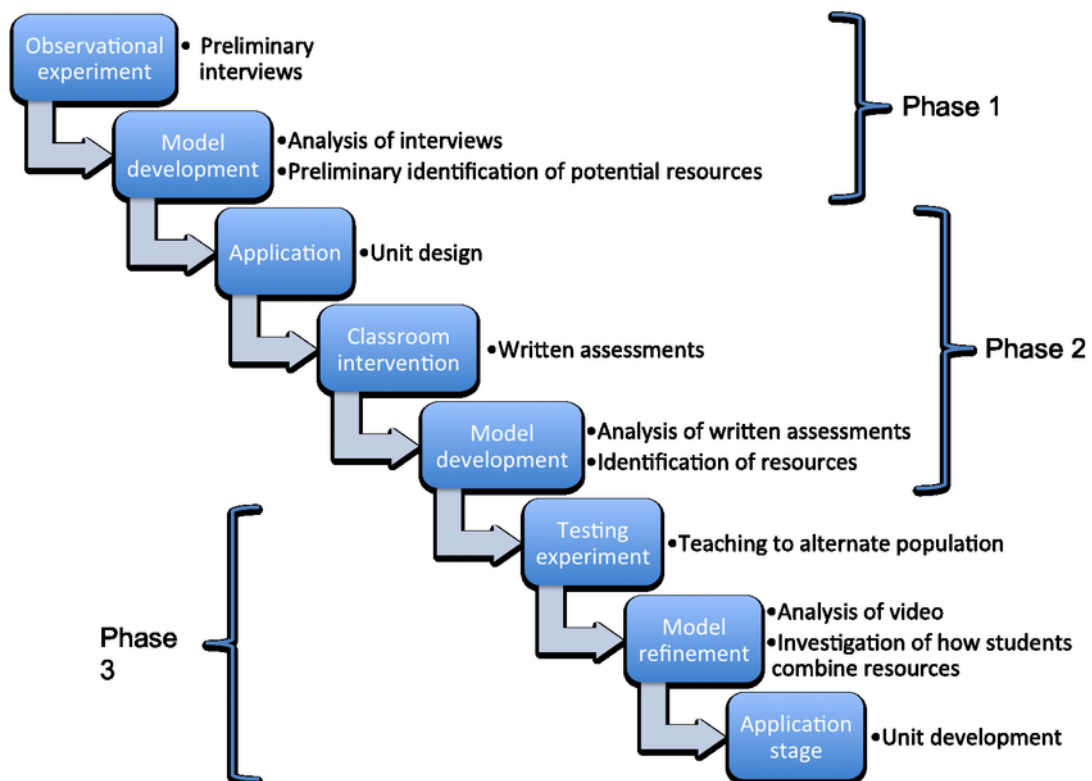 Observational
experiment
• Preliminary
interviews
Phase 1
Model
development
•Analysis of interviews
•Preliminary identification of potential resources
Application
•Unit design
Classroom
intervention
•Written assessments
Phase 2
Model
development
•Analysis of written assessments
•Identification of resources
Testing
experiment
•Teaching to alternate population
Phase
3
Model
refinement
•Analysis of video
•Investigation of how students
combine resources
Application
stage
•Unit development